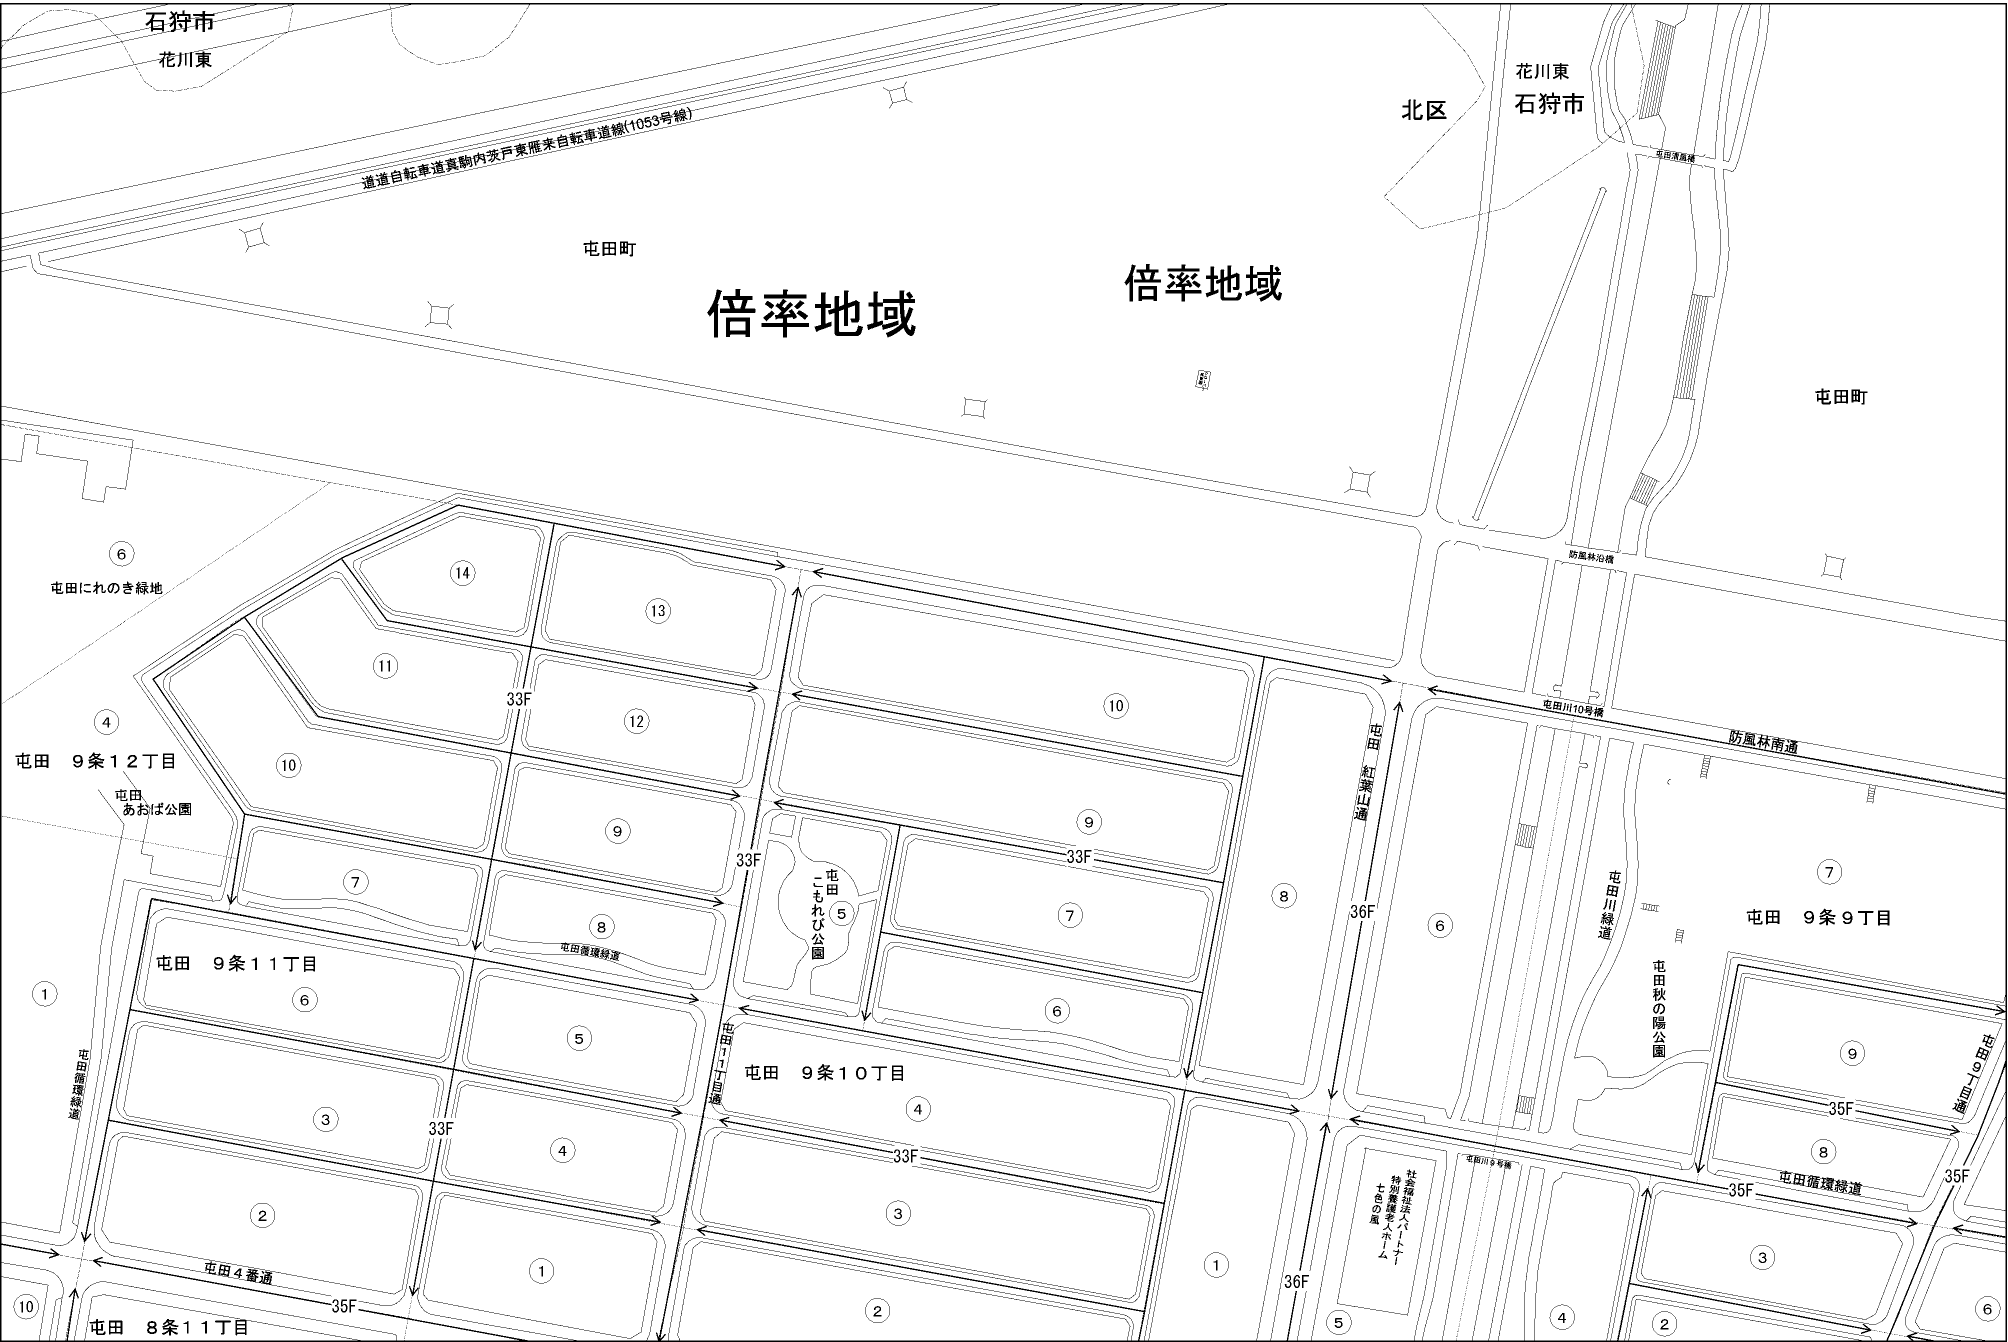 石狩市
花川東
花川東
石狩市
北区
屯田清風橋
道道自転車道真駒内茨戸東雁来自転車道線(1053号線)
屯田町
倍率地域
倍率地域
屯田町
防風林沿橋
⑥
屯田にれのき緑地
⑭
⑬
⑪
33F
⑫
⑩
⑩
屯田川10号橋
防風林南通
屯田 紅葉山通
④
屯田 9条12丁目
屯田
あおば公園
⑩
⑨
⑨
33F
33F
⑦
⑧
屯田循環緑道
屯田
こもれび公園
⑤
⑦
⑧
36F
⑥
屯田川緑道
⑦
屯田 9条9丁目
屯田 9条11丁目
⑥
①
⑤
⑥
屯田秋の陽公園
屯田11丁目通
屯田 9条10丁目
屯田循環緑道
③
33F
④
④
33F
⑨
35F
屯田9丁目通
⑧
屯田循環緑道
35F
35F
屯田川9号橋
社会福祉法人パートナー
特別養護老人ホーム
七色の風
②
①
③
①
36F
③
屯田4番通
35F
⑩
屯田 8条11丁目
②
⑤
④
②
⑥